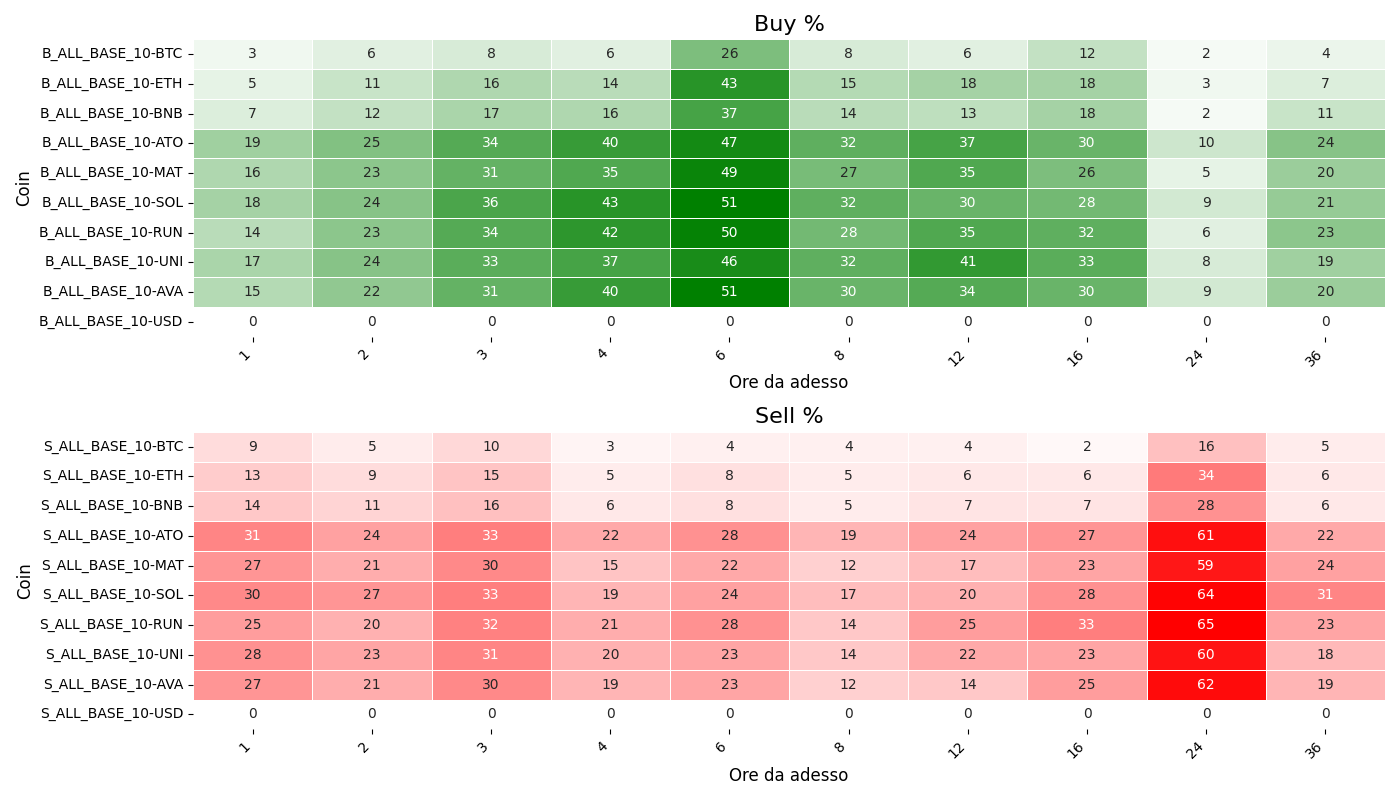 Buy %
Coin
B_ALL_BASE_10-BTC 3 6 8 6 26 8 6 12 2 4
B_ALL_BASE_10-ETH 5 11 16 14 43 15 18 18 3 7
B_ALL_BASE_10-BNB 7 12 17 16 37 14 13 18 2 11
B_ALL_BASE_10-ATO 19 25 34 40 47 32 37 30 10 24
B_ALL_BASE_10-MAT 16 23 31 35 49 27 35 26 5 20
B_ALL_BASE_10-SOL 18 24 36 43 51 32 30 28 9 21
B_ALL_BASE_10-RUN 14 23 34 42 50 28 35 32 6 23
B_ALL_BASE_10-UNI 17 24 33 37 46 32 41 33 8 19
B_ALL_BASE_10-AVA 15 22 31 40 51 30 34 30 9 20
B_ALL_BASE_10-USD 0 0 0 0 0 0 0 0 0 0
1 2 3 4 6 8 12 16 24 36
Ore da adesso
Sell %
Coin
S_ALL_BASE_10-BTC 9 5 10 3 4 4 4 2 16 5
S_ALL_BASE_10-ETH 13 9 15 5 8 5 6 6 34 6
S_ALL_BASE_10-BNB 14 11 16 6 8 5 7 7 28 6
S_ALL_BASE_10-ATO 31 24 33 22 28 19 24 27 61 22
S_ALL_BASE_10-MAT 27 21 30 15 22 12 17 23 59 24
S_ALL_BASE_10-SOL 30 27 33 19 24 17 20 28 64 31
S_ALL_BASE_10-RUN 25 20 32 21 28 14 25 33 65 23
S_ALL_BASE_10-UNI 28 23 31 20 23 14 22 23 60 18
S_ALL_BASE_10-AVA 27 21 30 19 23 12 14 25 62 19
S_ALL_BASE_10-USD 0 0 0 0 0 0 0 0 0 0
1 2 3 4 6 8 12 16 24 36
Ore da adesso